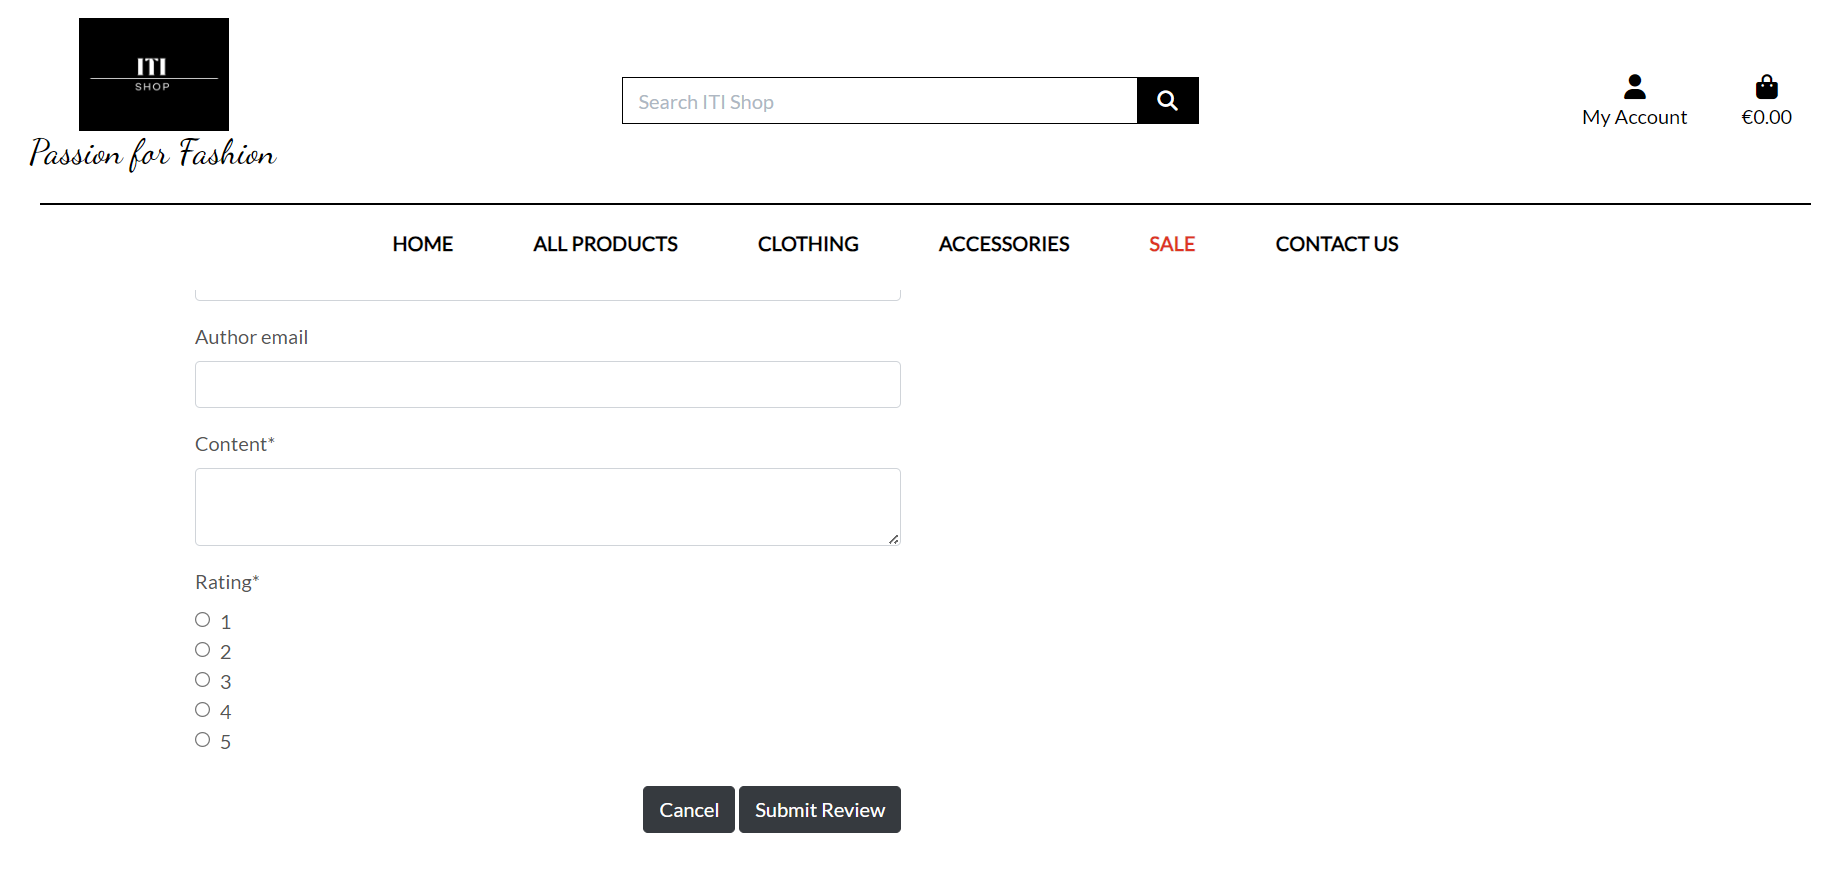 ITI
SHOP
Passion for Fashion
Search ITI Shop
My Account
€0.00
HOME
ALL PRODUCTS
CLOTHING
ACCESSORIES
SALE
CONTACT US
Author email
Content*
Rating*
1
2
3
4
5
Cancel
Submit Review